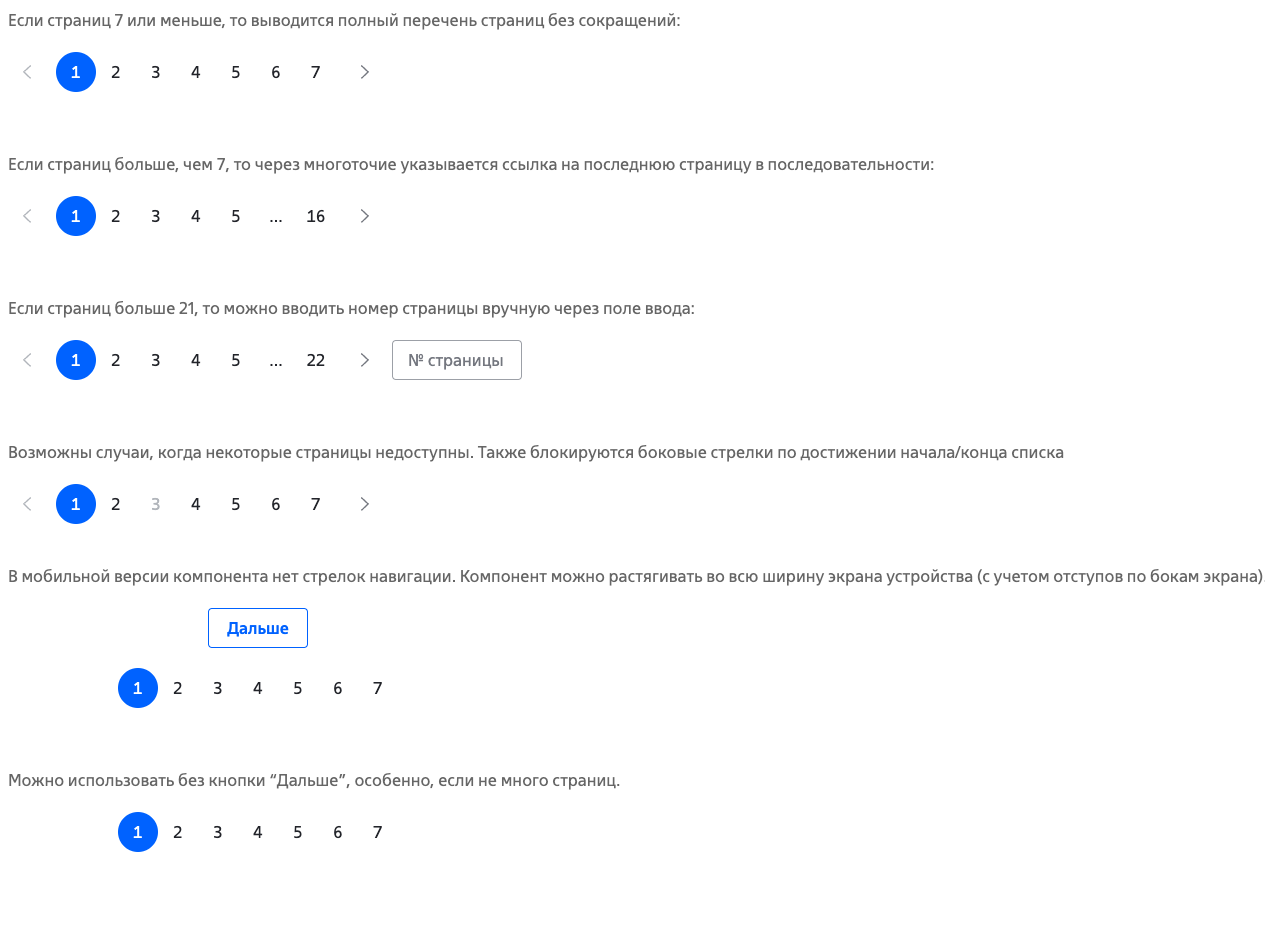 Если страниц 7 или меньше, то выводится полный перечень страниц без сокращений:
1 2 3 4 5 6 7
Если страниц больше, чем 7, то через многоточие указывается ссылка на последнюю страницу в последовательности:
1 2 3 4 5 ... 16
Если страниц больше 21, то можно вводить номер страницы вручную через поле ввода:
1 2 3 4 5 ... 22 № страницы
Возможны случаи, когда некоторые страницы недоступны. Также блокируются боковые стрелки по достижении начала/конца списка
1 2 3 4 5 6 7
В мобильной версии компонента нет стрелок навигации. Компонент можно растягивать во всю ширину экрана устройства (с учетом отступов по бокам экрана)
Дальше
1 2 3 4 5 6 7
Можно использовать без кнопки “Дальше”, особенно, если не много страниц.
1 2 3 4 5 6 7